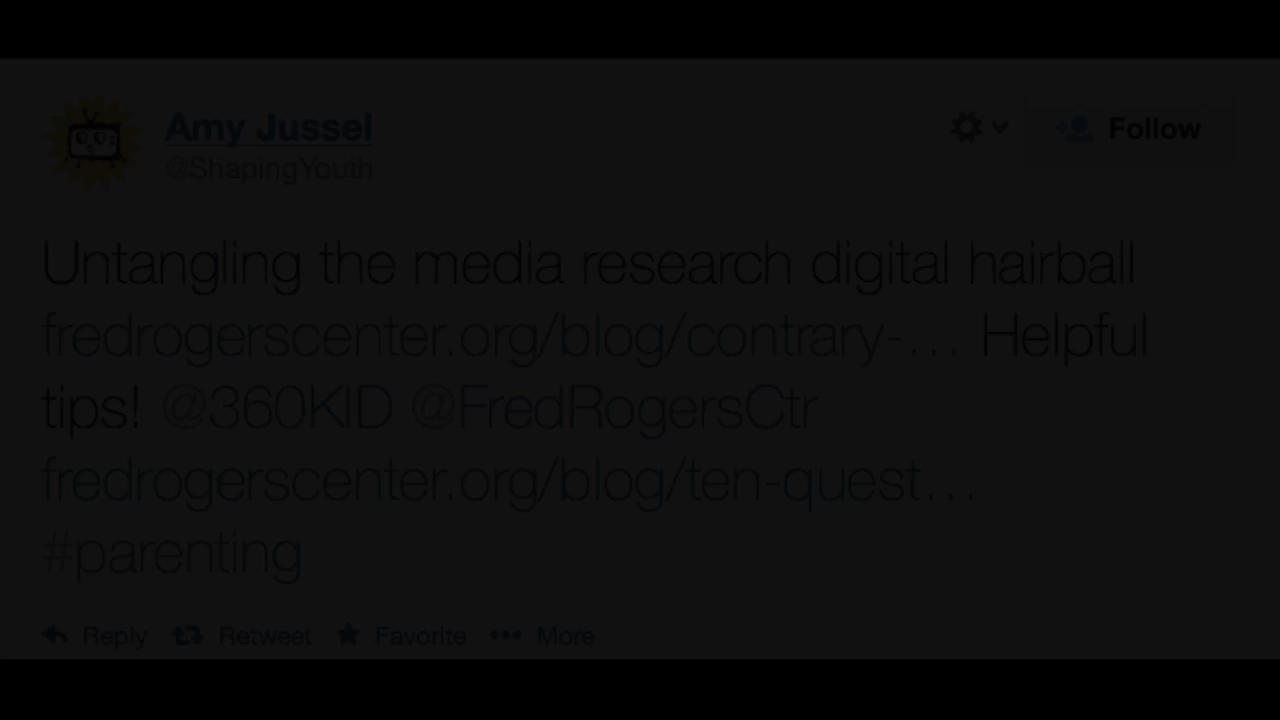 Amy Jussel
@ShapingYouth
Follow
Untangling the media research digital hairball
fredrogerscenter.org/blog/contrary-… Helpful
tips! @360KID @FredRogersCtr
fredrogerscenter.org/blog/ten-quest…
#parenting
Reply Retweet Favorite More